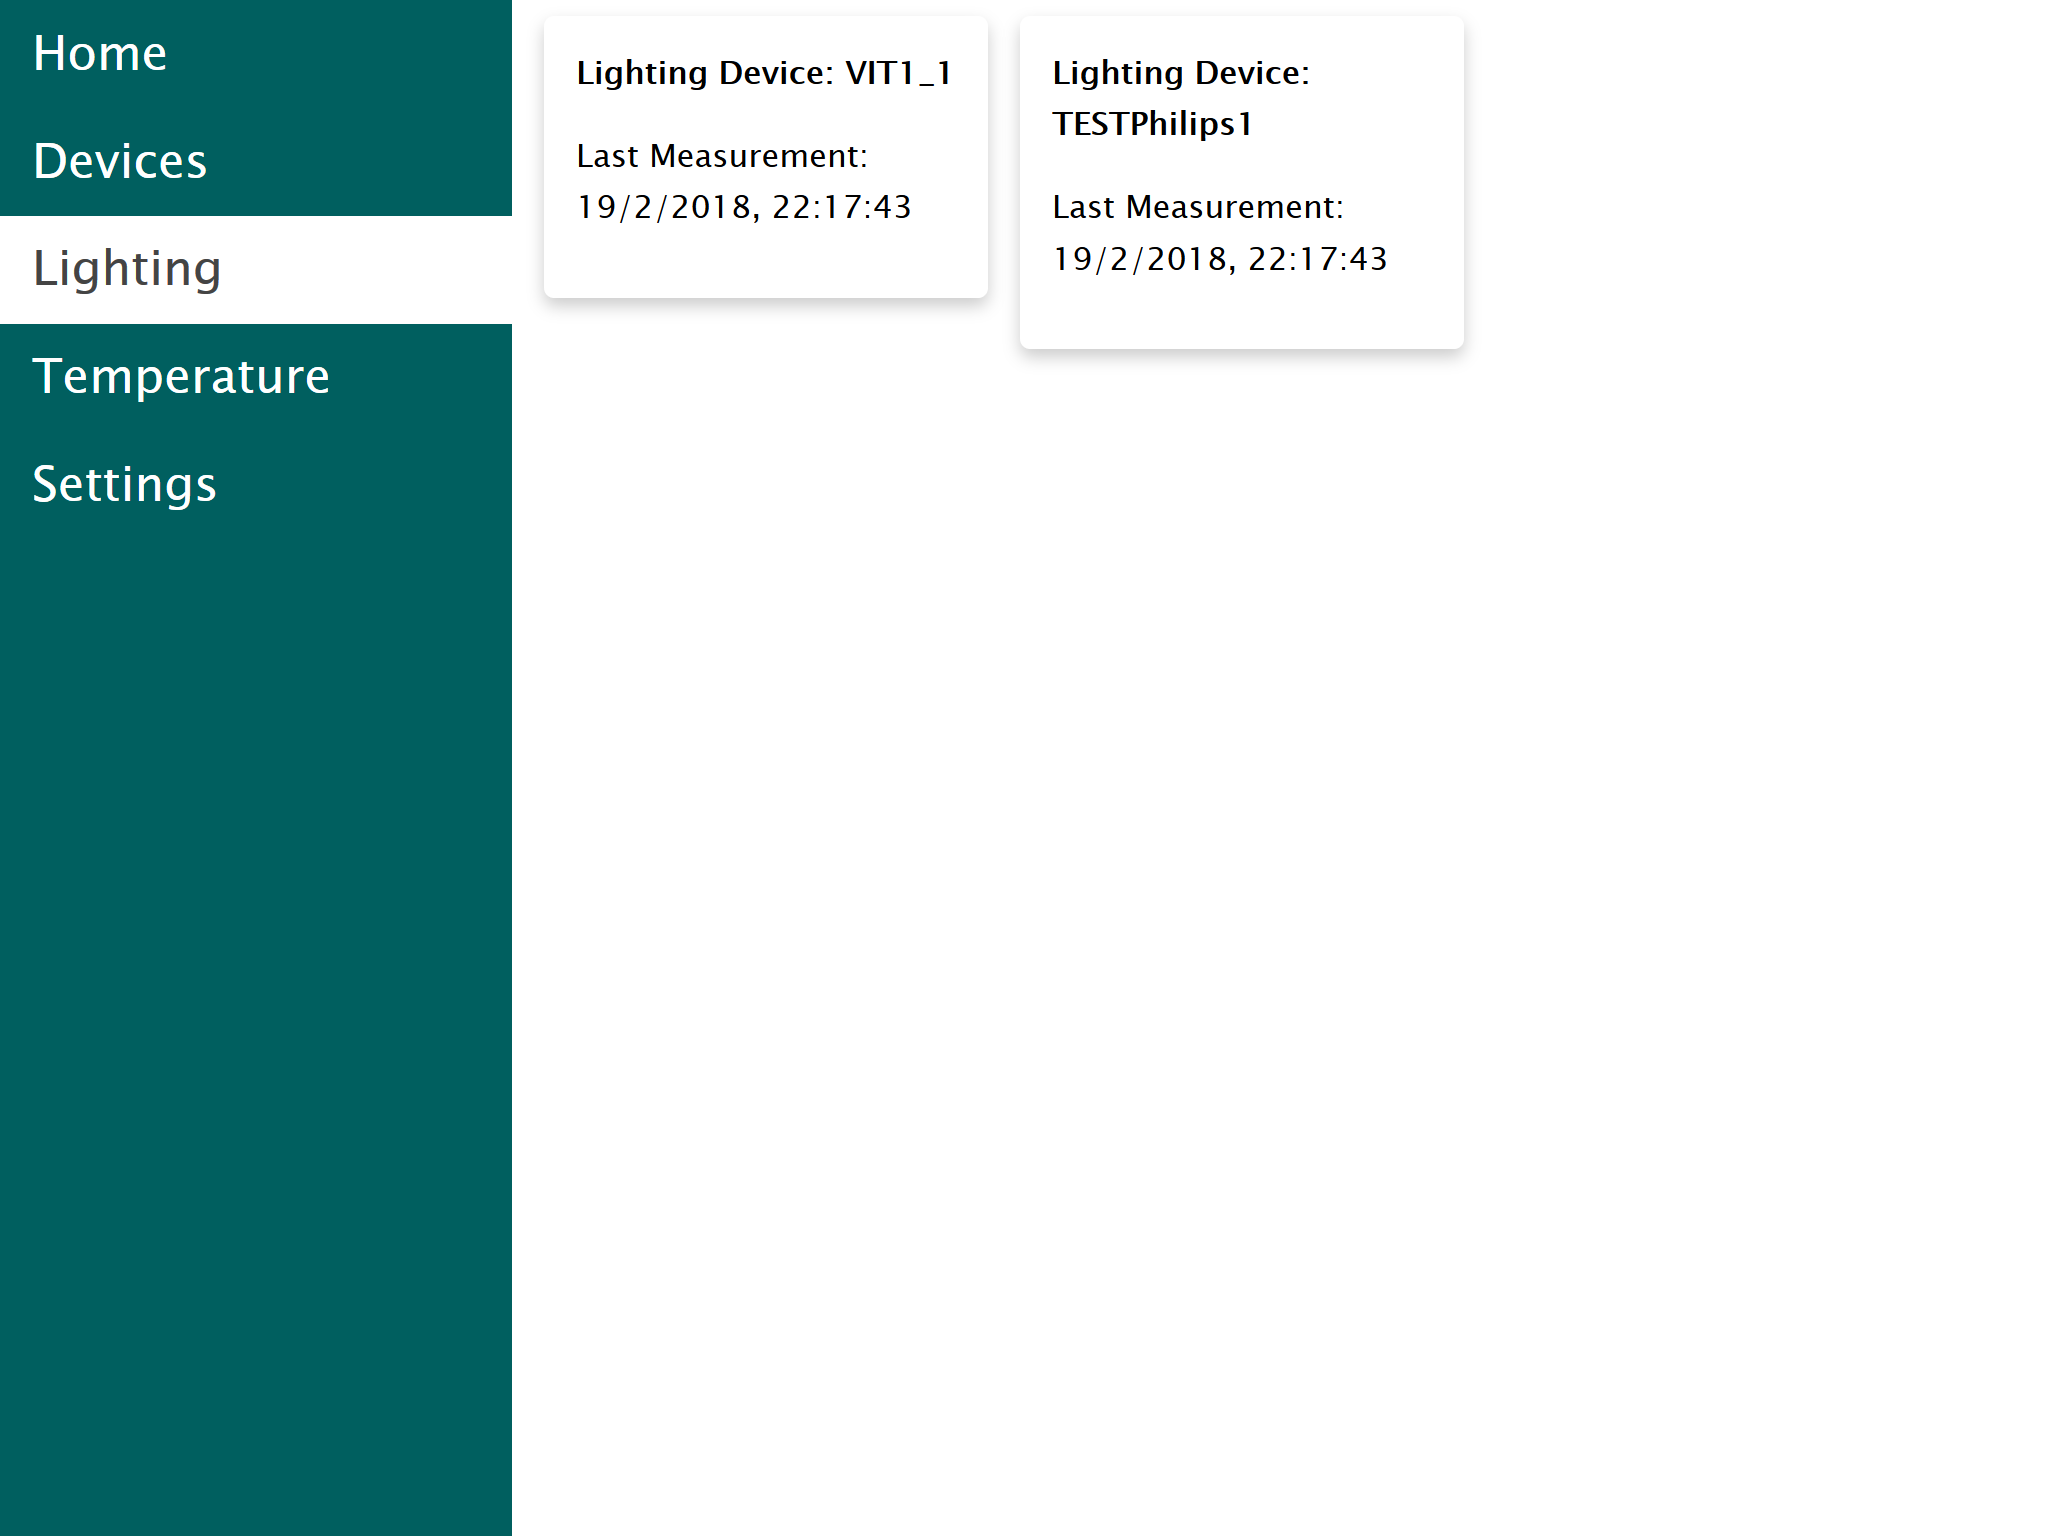 Home
Devices
Lighting
Temperature
Settings
Lighting Device: VIT1_1
Last Measurement:
19/2/2018, 22:17:43
Lighting Device:
TESTPhilips1
Last Measurement:
19/2/2018, 22:17:43